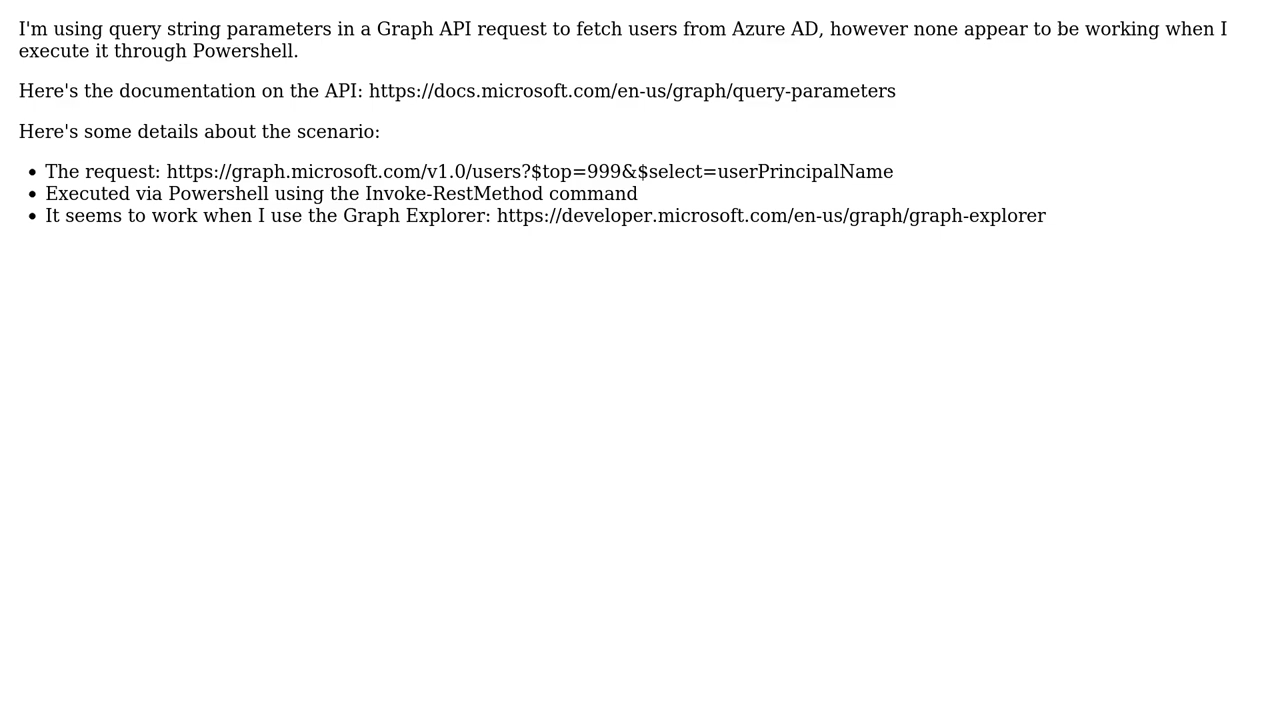 I'm using query string parameters in a Graph API request to fetch users from Azure AD, however none appear to be working when I
execute it through Powershell.
Here's the documentation on the API: https://docs.microsoft.com/en-us/graph/query-parameters
Here's some details about the scenario:
• The request: https://graph.microsoft.com/v1.0/users?$top=999&$select=userPrincipalName
• Executed via Powershell using the Invoke-RestMethod command
• It seems to work when I use the Graph Explorer: https://developer.microsoft.com/en-us/graph/graph-explorer